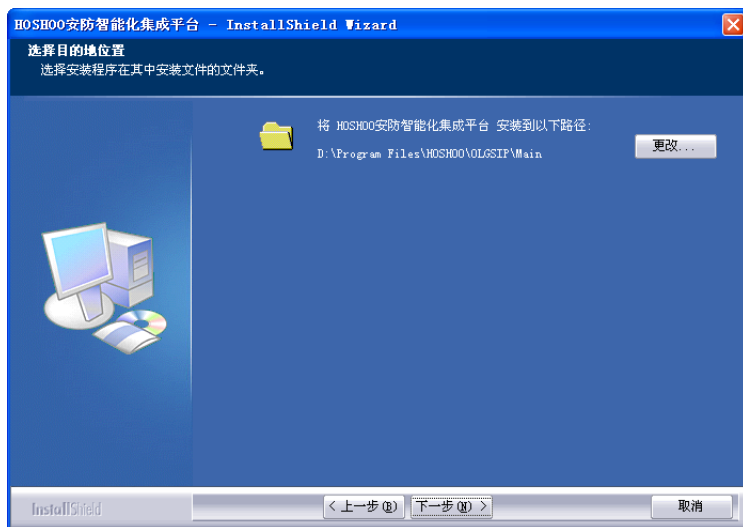 HOSHOO安防智能化集成平台 - InstallShield Wizard
选择目的地位置
选择安装程序在其中安装文件的文件夹。
将 HOSHOO安防智能化集成平台 安装到以下路径:
D:\Program Files\HOSHOO\OLGSIP\Main
更改...
InstallShield
< 上一步(B)
下一步(N) >
取消